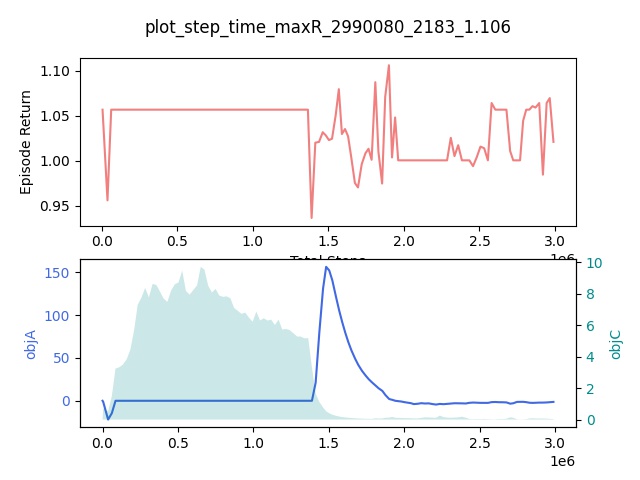 plot_step_time_maxR_2990080_2183_1.106
1.10
1.05
1.00
0.95
Episode Return
0.0 0.5 1.0 1.5 2.0 2.5 3.0
Total Steps 1e6
150
100
50
0
objA
10
8
6
4
2
0
objC
0.0 0.5 1.0 1.5 2.0 2.5 3.0
1e6